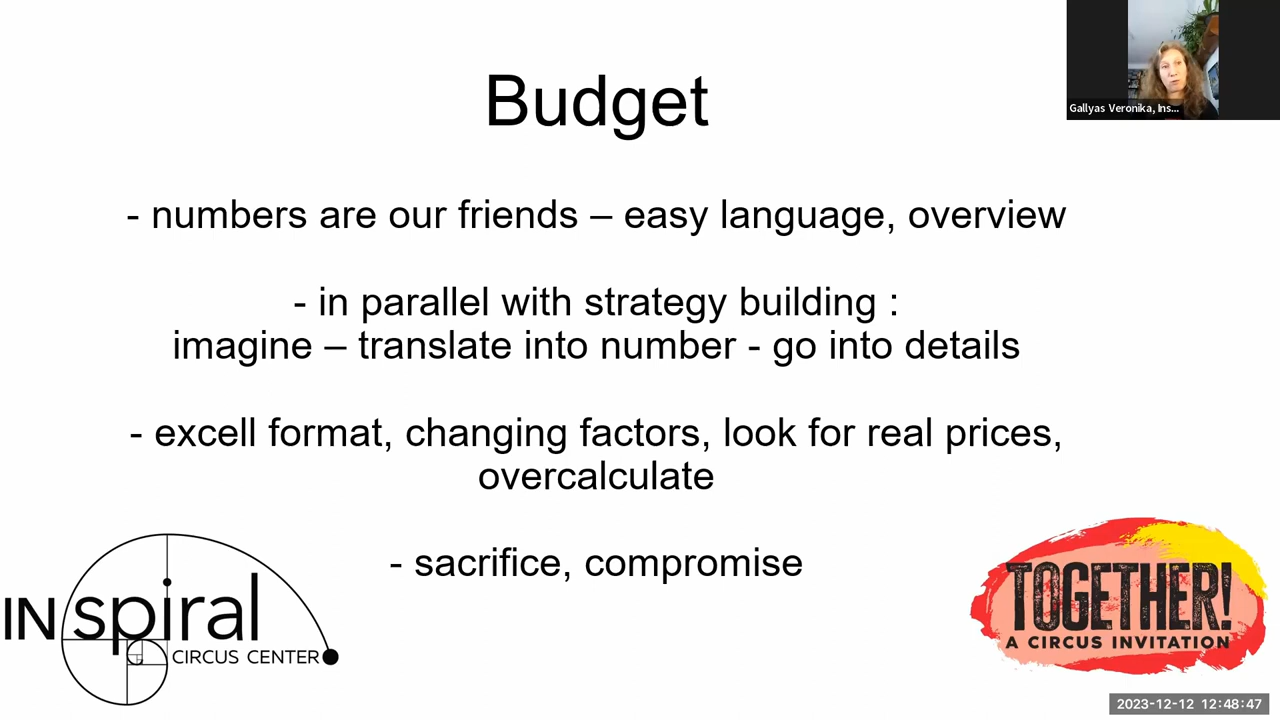 Budget
Gallyas Veronika, Ins...
- numbers are our friends – easy language, overview
- in parallel with strategy building :
imagine – translate into number - go into details
- excell format, changing factors, look for real prices,
overcalculate
- sacrifice, compromise
INspiral
CIRCUS CENTER
TOGETHER!
A CIRCUS INVITATION
2023-12-12 12:48:47